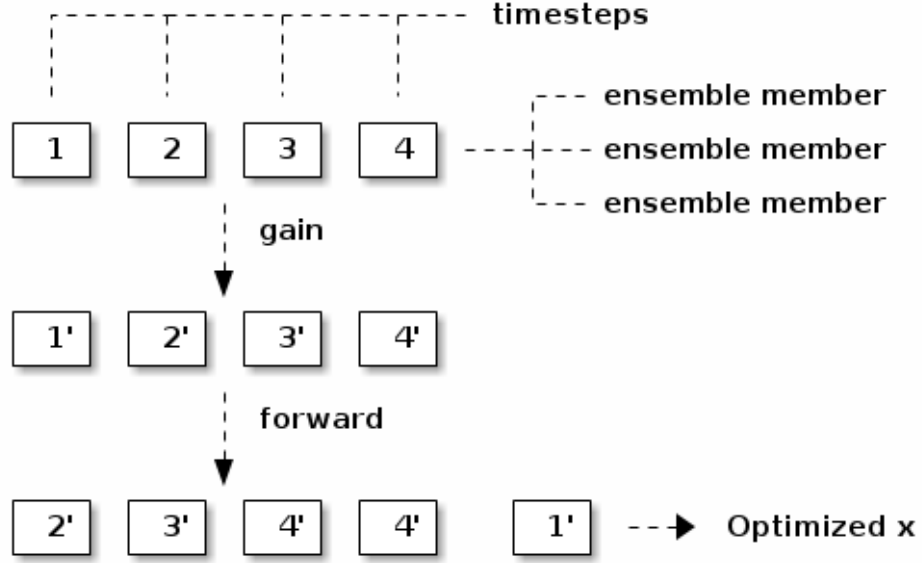 timesteps
ensemble member
1 2 3 4 ensemble member
ensemble member
gain
1' 2' 3' 4'
forward
2' 3' 4' 4' 1' Optimized x